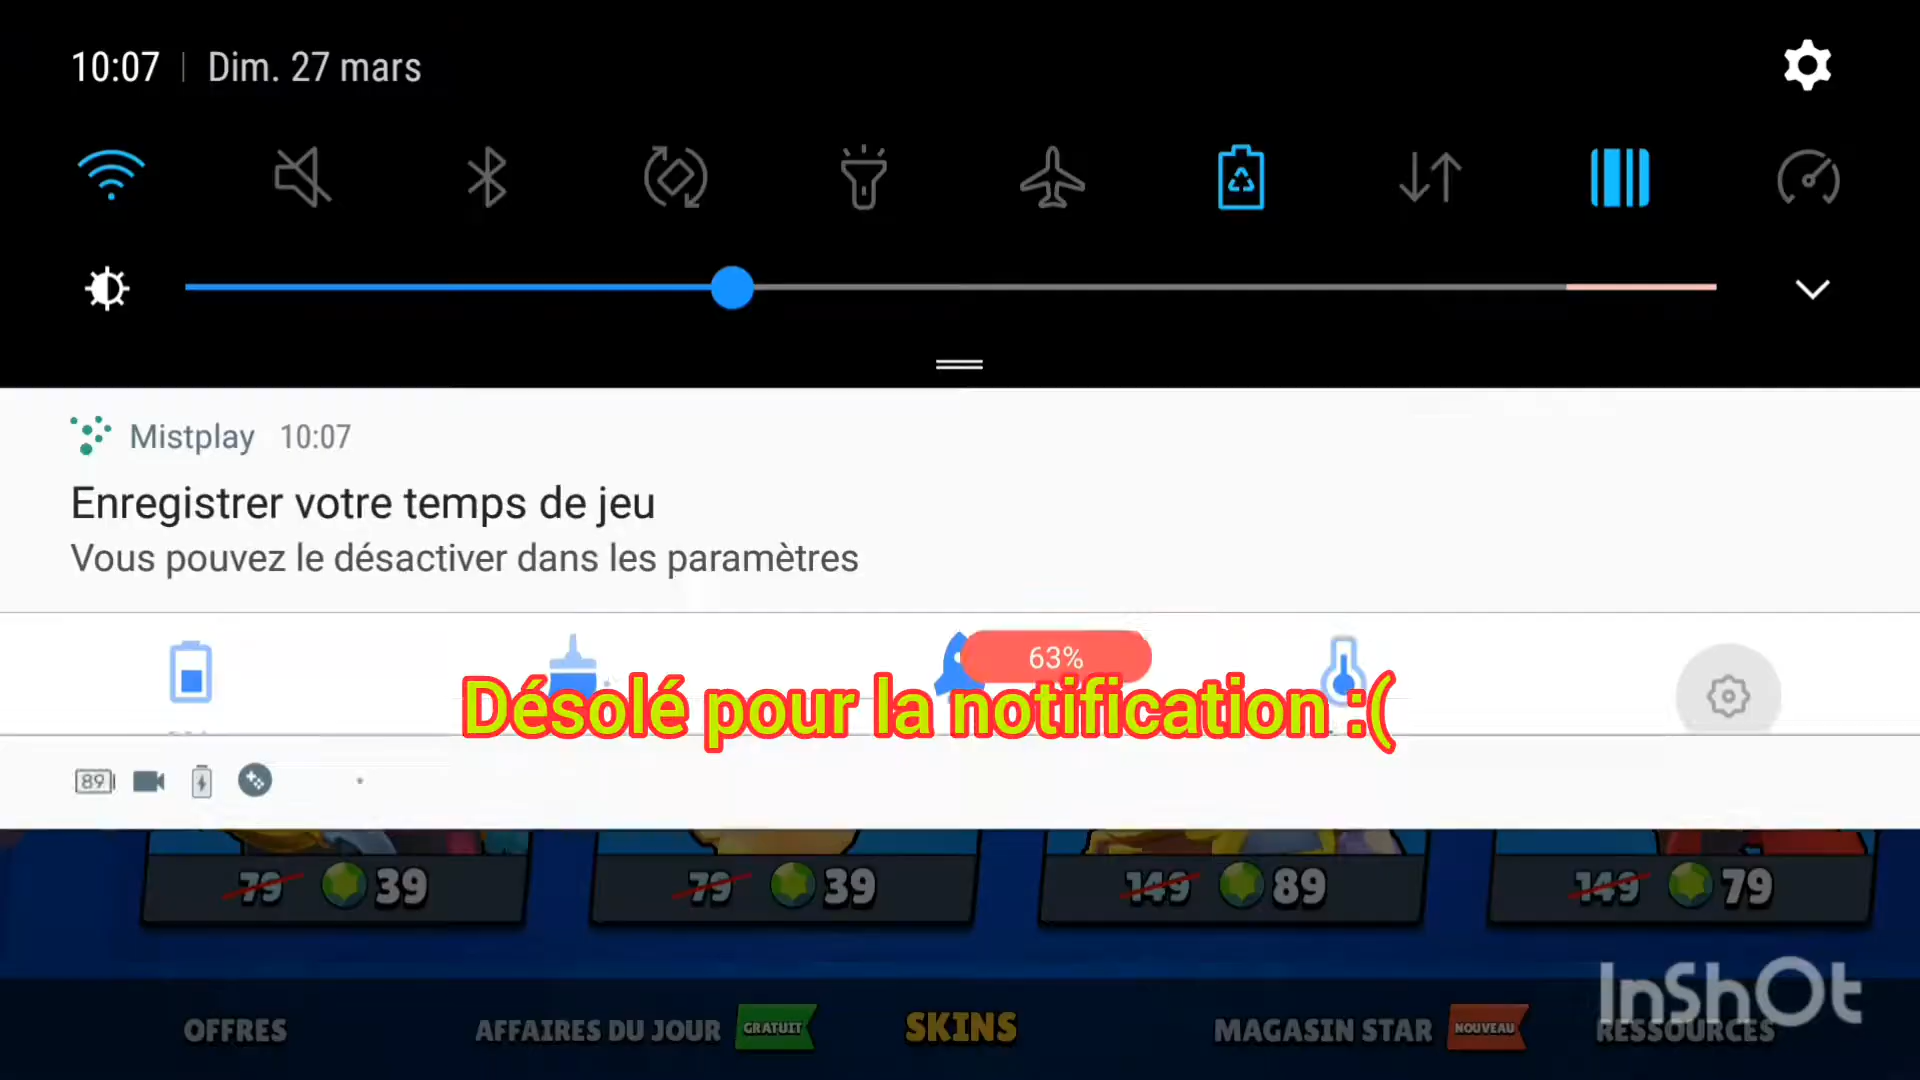 10:07 | Dim. 27 mars
Mistplay 10:07
Enregistrer votre temps de jeu
Vous pouvez le désactiver dans les paramètres
63%
Désolé pour la notification :(
89
79 39 79 39 149 89 149 79
InShOt
OFFRES AFFAIRES DU JOUR GRATUIT SKINS MAGASIN STAR NOUVEAU RESSOURCES